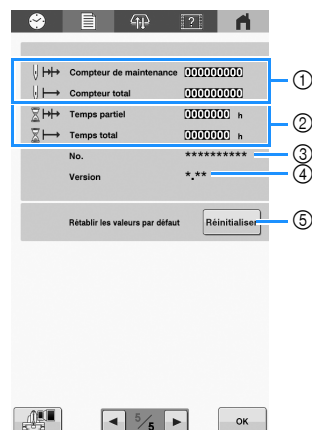 ?
Compteur de maintenance 000000000 ①
Compteur total 000000000
Temps partiel 0000000 h ②
Temps total 0000000 h
No. ********** ③
Version *.** ④
Rétablir les valeurs par défaut Réinitialiser ⑤
5/5 OK